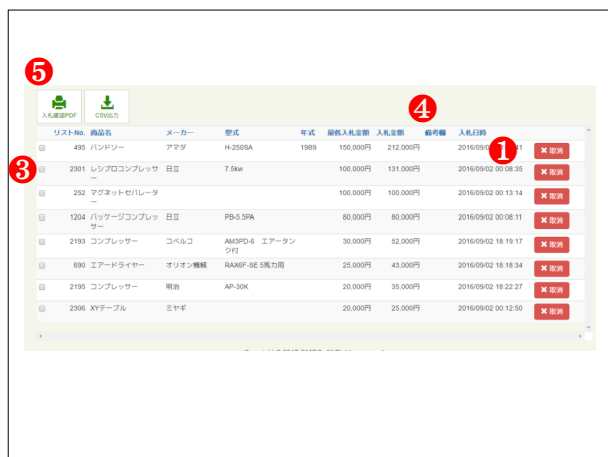 ❺
入札確認PDF CSV出力
❹
リストNo. 商品名 メーカー 型式 年式 最低入札金額 入札金額 備考欄 入札日時
❶
495 バンドソー アマダ H-250SA 1989 150,000円 212,000円 2016/09/0 取消
❸
2301 レシプロコンプレッサ 日立 7.5kw 100,000円 131,000円 2016/09/02 00:08:35 取消
ー
252 マグネットセパレータ 100,000円 100,000円 2016/09/02 00:13:14 取消
ー
1204 パッケージコンプレッ 日立 PB-5.5PA 80,000円 80,000円 2016/09/02 00:08:11 取消
サー
2193 コンプレッサー コベルコ AM3PD-6 エアータン 30,000円 52,000円 2016/09/02 18:19:17 取消
ク付
690 エアードライヤー オリオン機械 RAX6F-SE 5馬力用 25,000円 43,000円 2016/09/02 18:18:34 取消
2195 コンプレッサー 明治 AP-30K 20,000円 35,000円 2016/09/02 18:22:27 取消
2306 XYテーブル ミヤギ 20,000円 25,000円 2016/09/02 00:12:50 取消